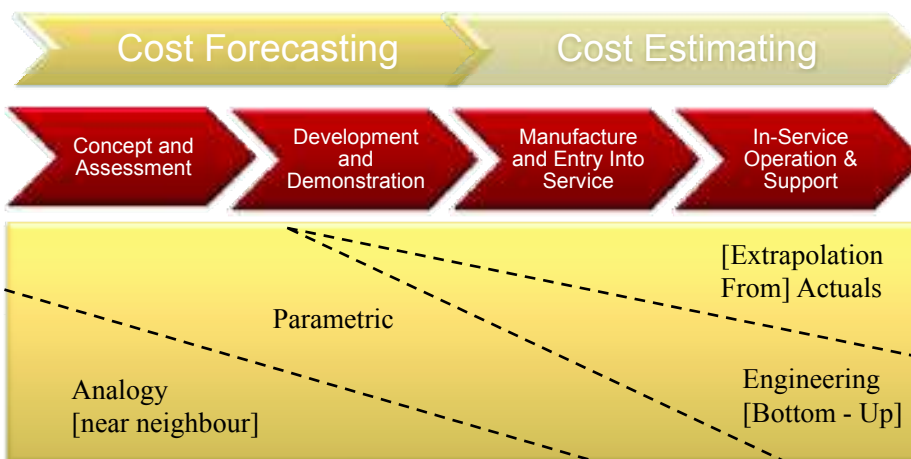 Cost Forecasting
Cost Estimating
Concept and
Assessment
Development
and
Demonstration
Manufacture
and Entry Into
Service
In-Service
Operation &
Support
[Extrapolation
From] Actuals
Parametric
Analogy
[near neighbour]
Engineering
[Bottom - Up]